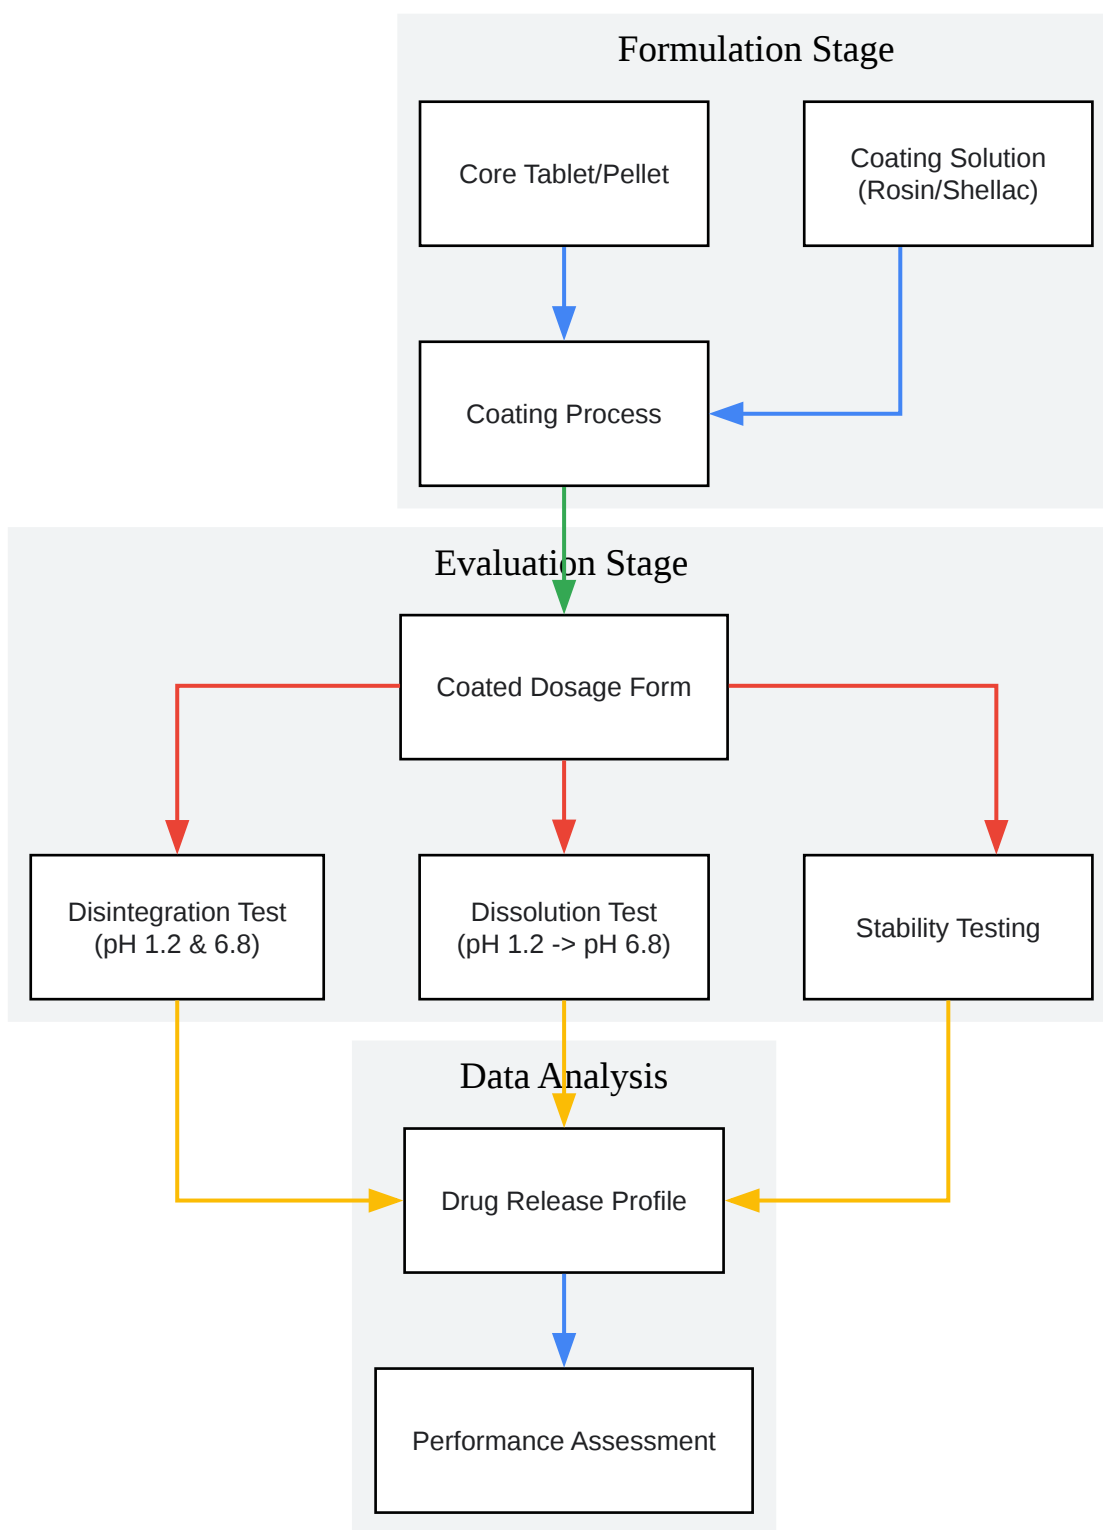 Formulation Stage
Core Tablet/Pellet
Coating Solution
(Rosin/Shellac)
Coating Process
Evaluation Stage
Coated Dosage Form
Disintegration Test
(pH 1.2 & 6.8)
Dissolution Test
(pH 1.2 -> pH 6.8)
Stability Testing
Data Analysis
Drug Release Profile
Performance Assessment